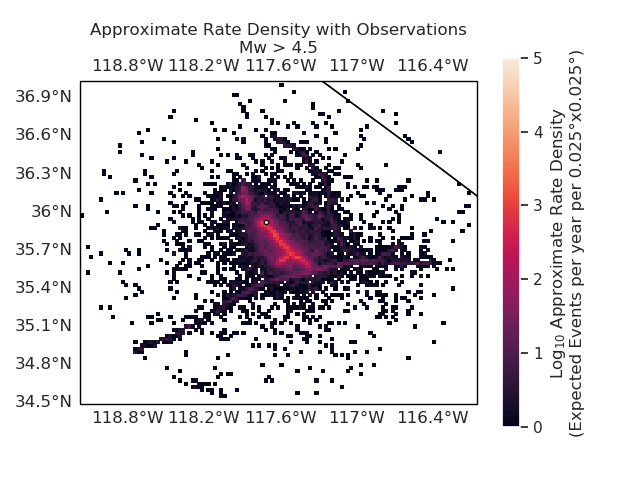 Approximate Rate Density with Observations
Mw > 4.5
118.8°W 118.2°W 117.6°W 117°W 116.4°W
36.9°N
36.6°N
36.3°N
36°N
35.7°N
35.4°N
35.1°N
34.8°N
34.5°N
118.8°W 118.2°W 117.6°W 117°W 116.4°W
5
4
3
2
1
0
Log₁₀ Approximate Rate Density
(Expected Events per year per 0.025°x0.025°)